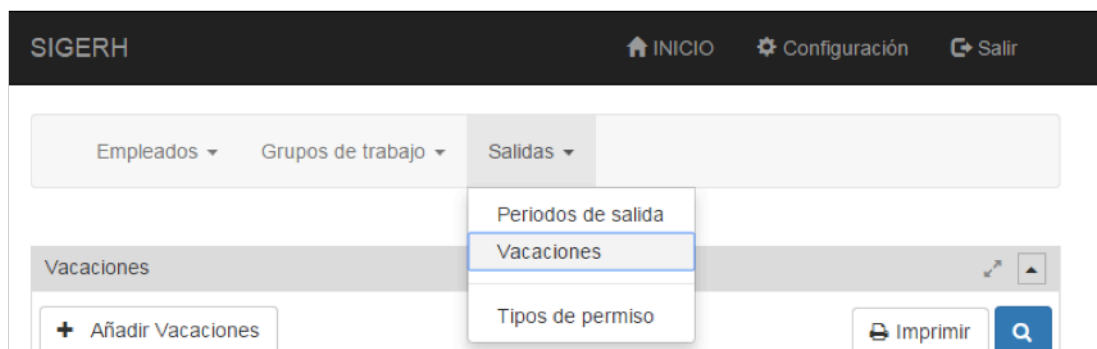 SIGERH INICIO Configuración Salir
Empleados Grupos de trabajo Salidas
Periodos de salida
Vacaciones
Tipos de permiso
Vacaciones
+ Añadir Vacaciones Imprimir